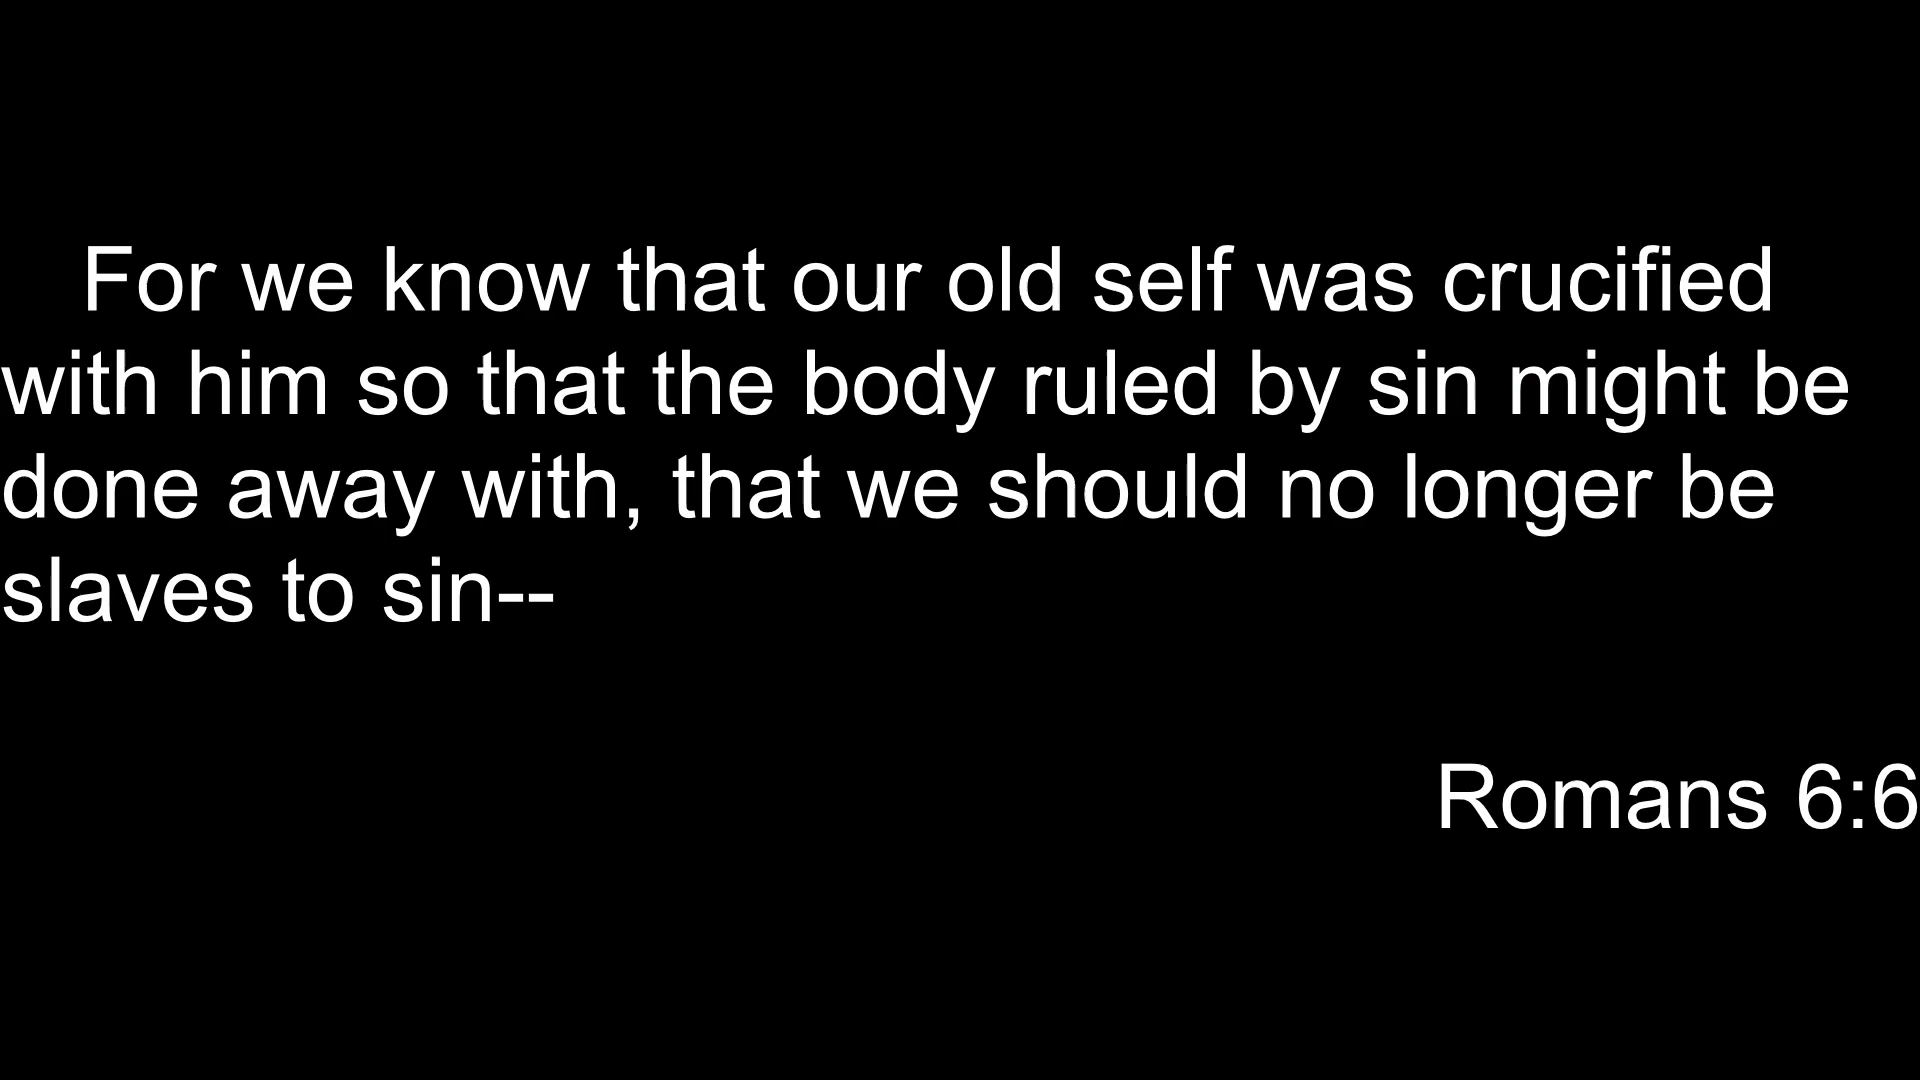 For we know that our old self was crucified
with him so that the body ruled by sin might be
done away with, that we should no longer be
slaves to sin--
Romans 6:6